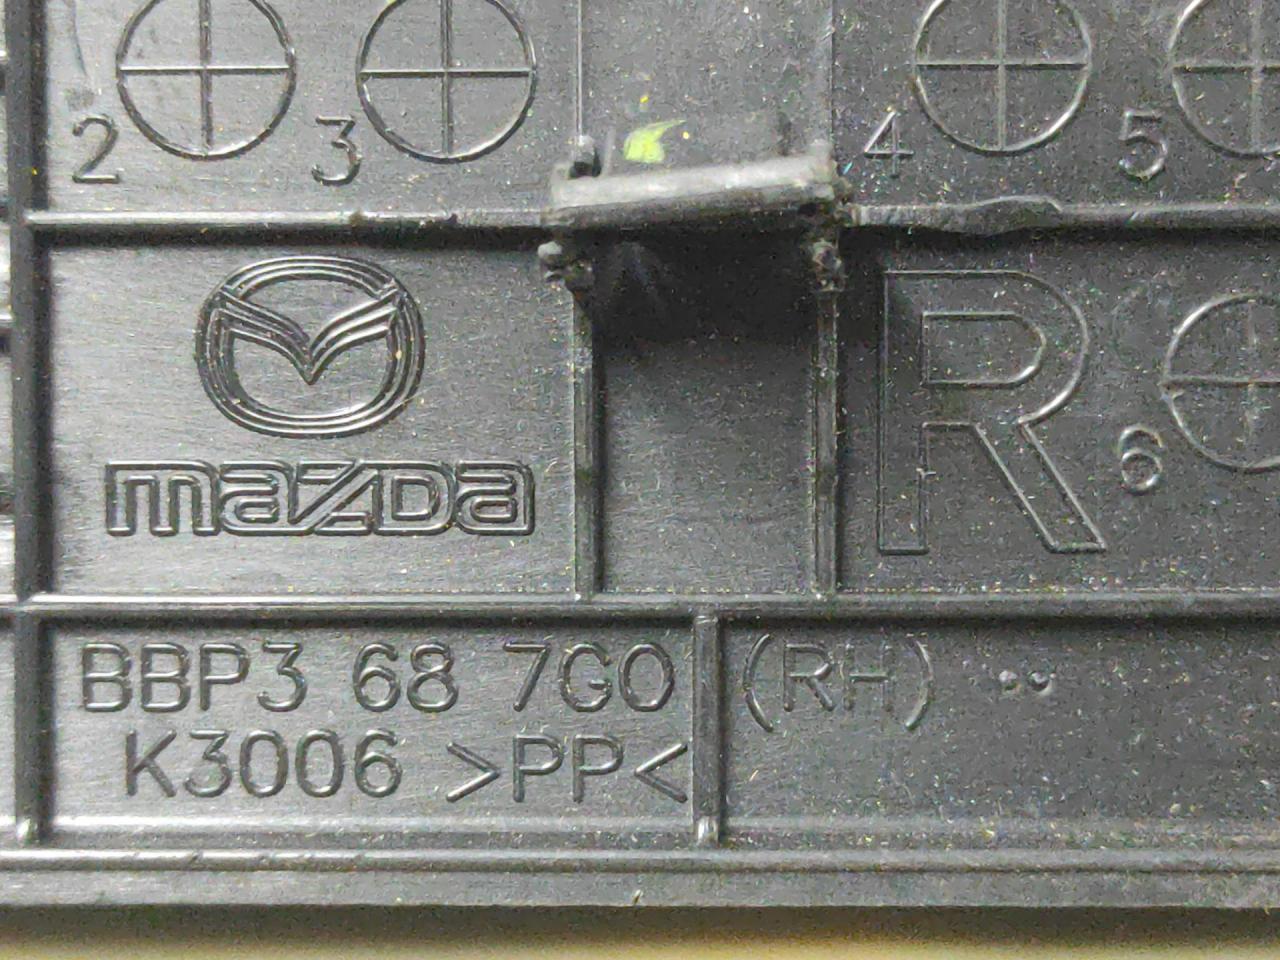 2 3 4 5
mazda R 6
BBP3 68 7G0 (RH)
K3006 >PP<